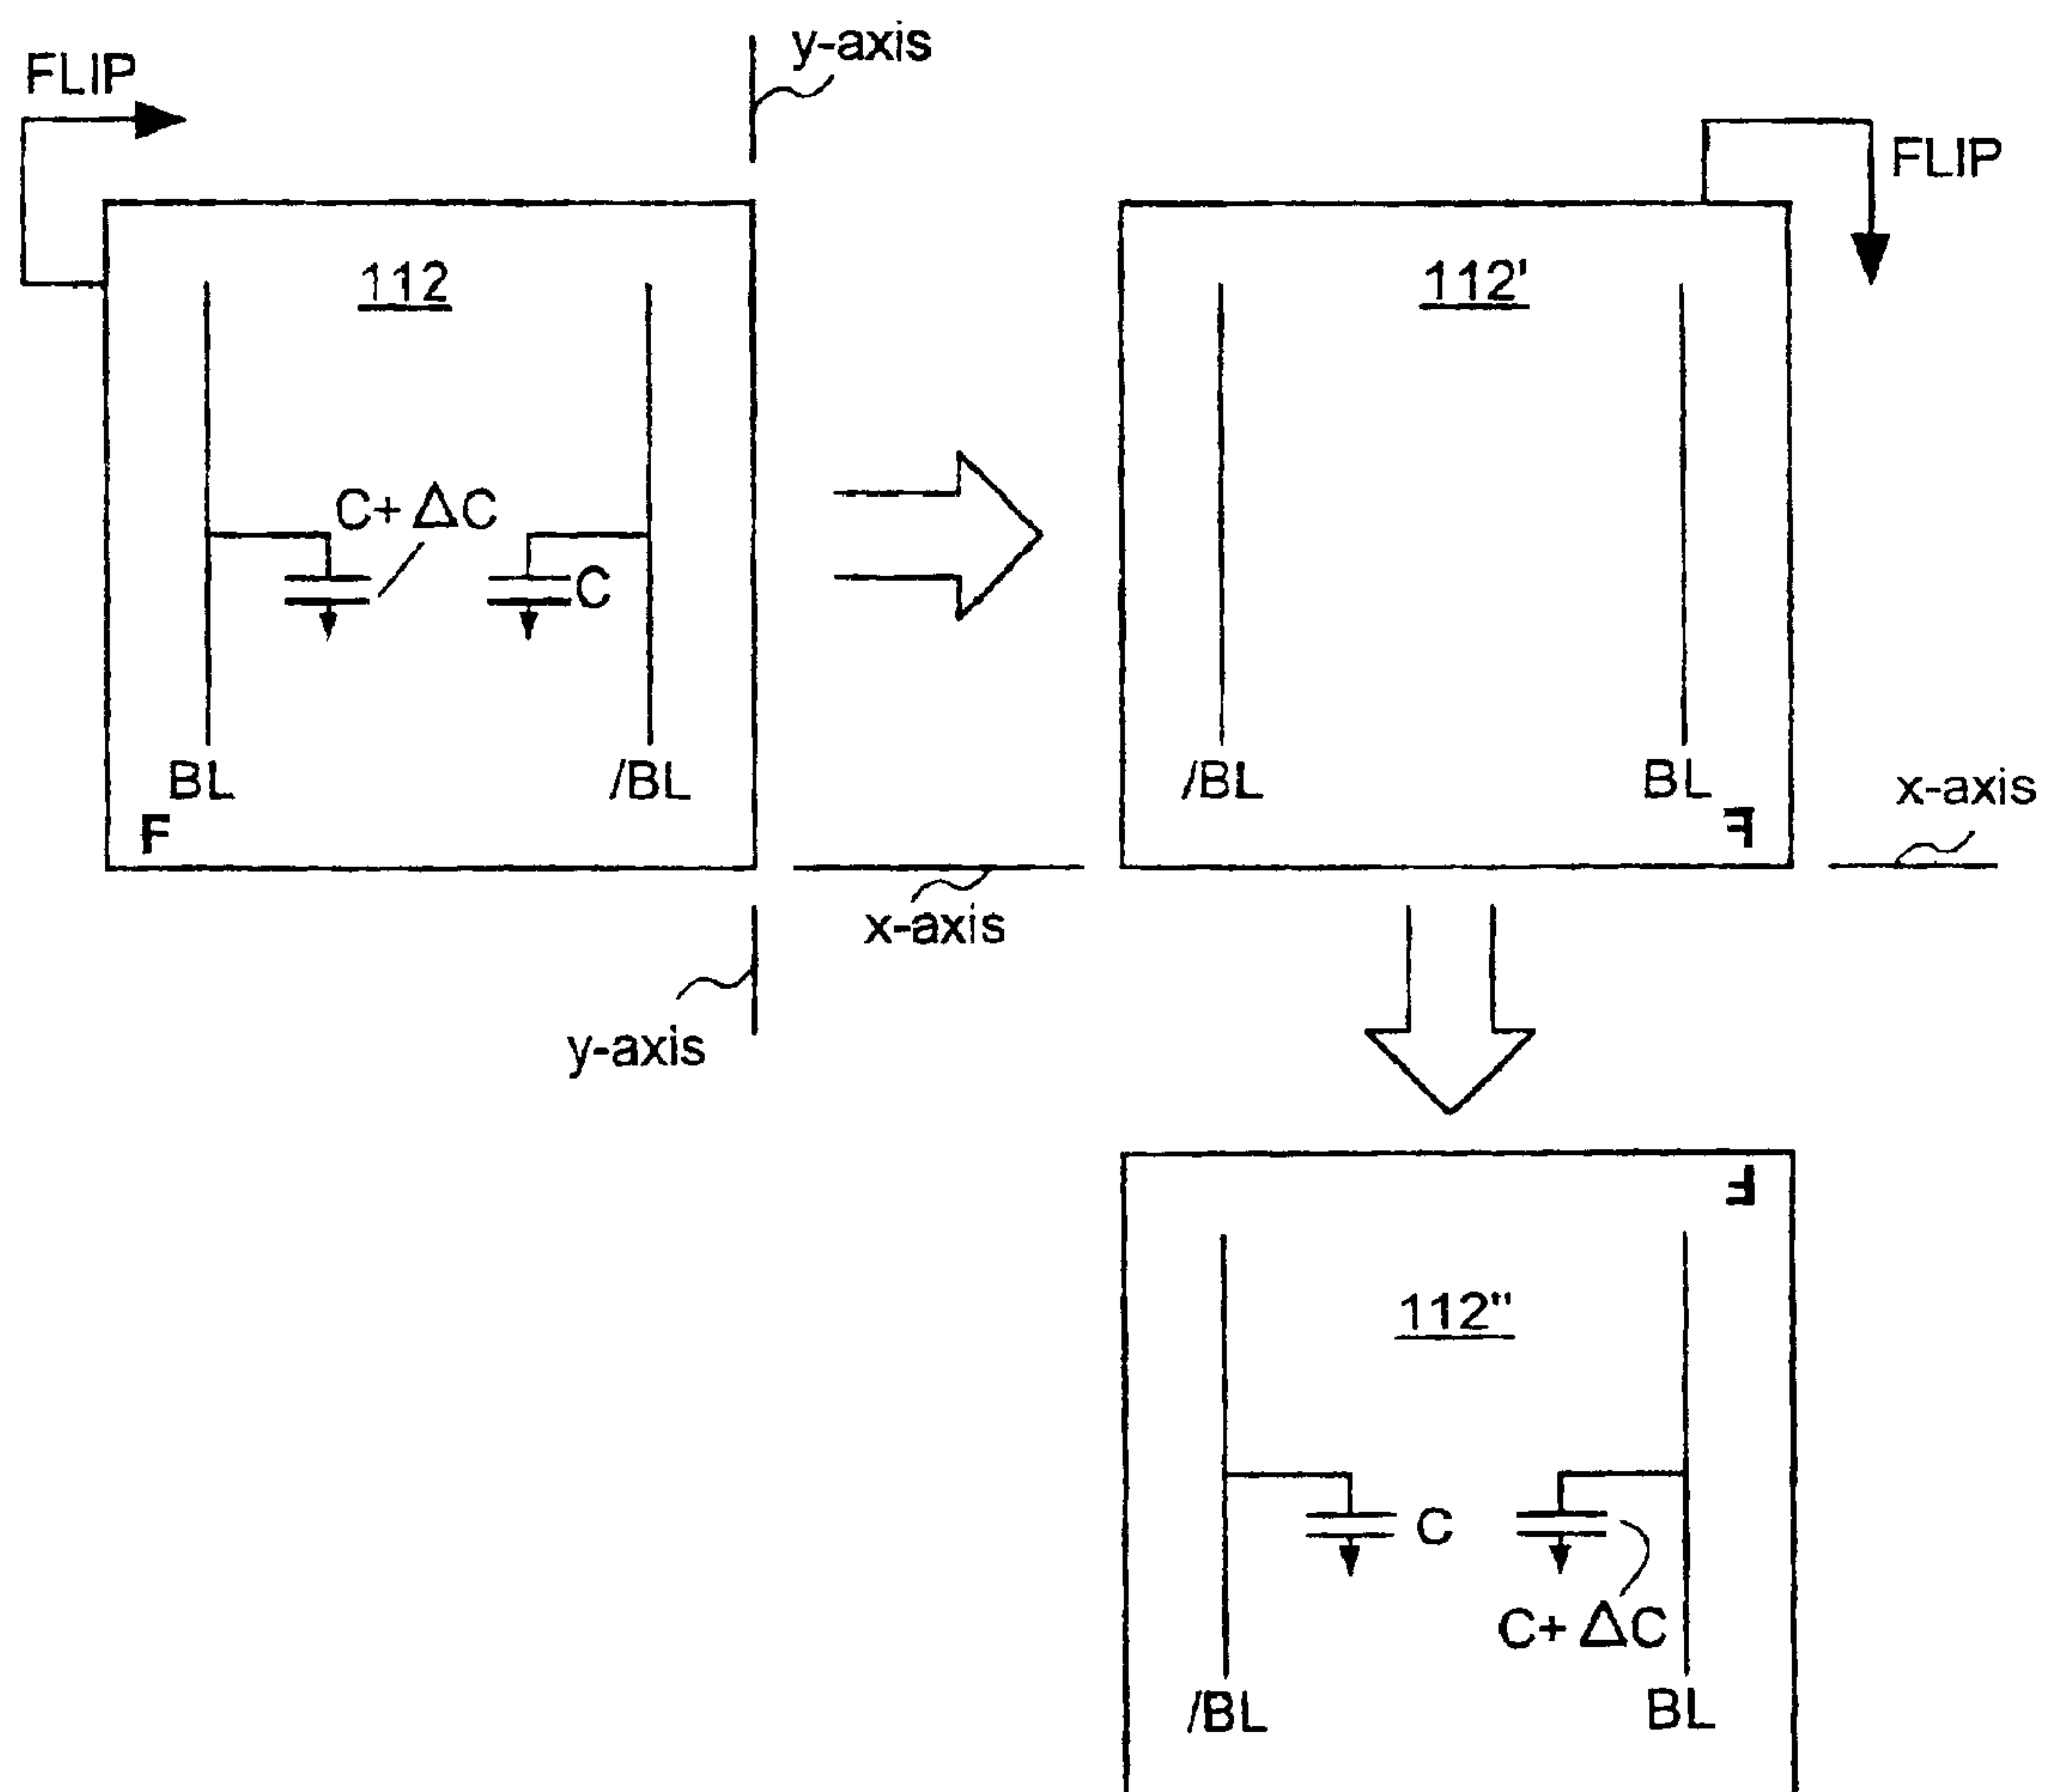 y-axis
FLIP
FLIP
112
112'
C+ ΔC
C
BL
/BL
/BL
BL
F
F
x-axis
x-axis
y-axis
F
112"
C
C+ ΔC
/BL
BL